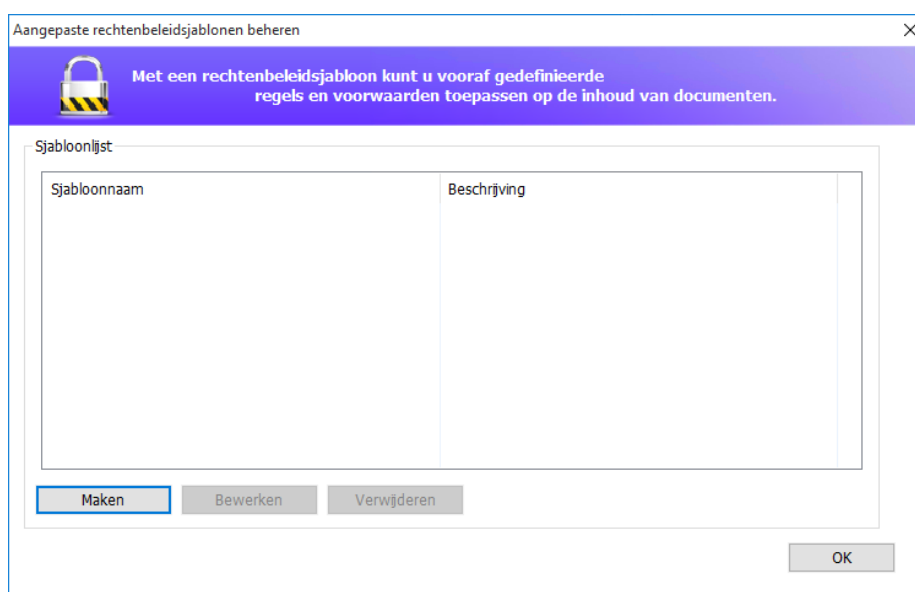 Aangepaste rechtenbeleidsjablonen beheren
Met een rechtenbeleidsjabloon kunt u vooraf gedefinieerde
regels en voorwaarden toepassen op de inhoud van documenten.
Sjabloonlijst
Sjabloonnaam Beschrijving
Maken Bewerken Verwijderen
OK